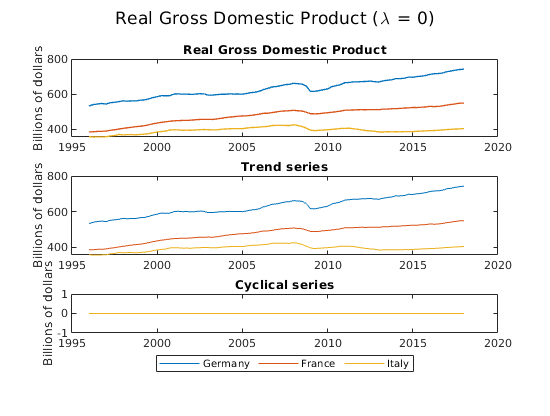 Real Gross Domestic Product (λ = 0)
Real Gross Domestic Product
Billions of dollars
800
600
400
1995 2000 2005 2010 2015 2020
Trend series
Billions of dollars
800
600
400
1995 2000 2005 2010 2015 2020
Cyclical series
Billions of dollars
1
0
-1
1995 2000 2005 2010 2015 2020
Germany France Italy